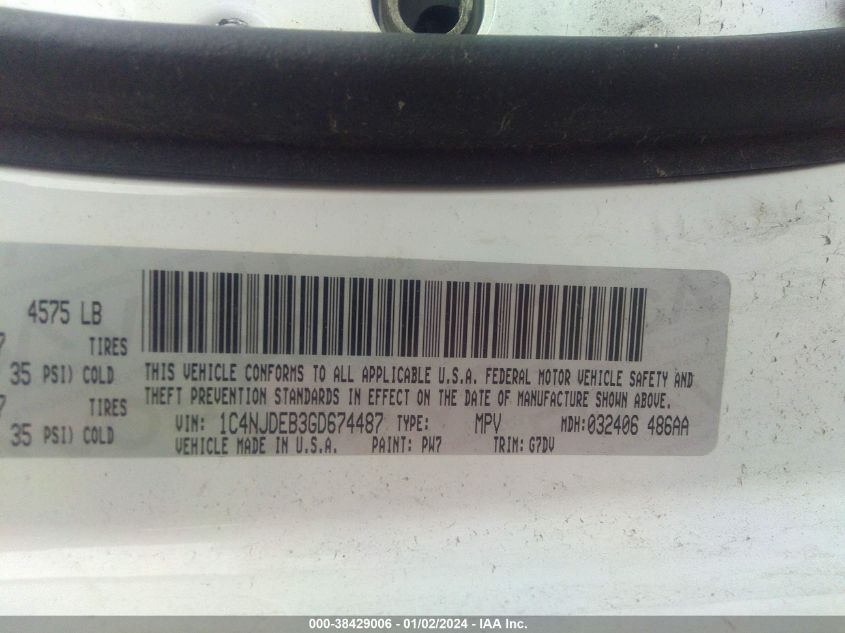 4575 LB
7 TIRES
35 PSI) COLD
7 TIRES
35 PSI) COLD
THIS VEHICLE CONFORMS TO ALL APPLICABLE U.S.A. FEDERAL MOTOR VEHICLE SAFETY AND
THEFT PREVENTION STANDARDS IN EFFECT ON THE DATE OF MANUFACTURE SHOWN ABOVE.
VIN: 1C4NJDEB3GD674487 TYPE: MPV MDH:032406 486AA
VEHICLE MADE IN U.S.A. PAINT: PW7 TRIM: G7DV
000-38429006 - 01/02/2024 - IAA Inc.